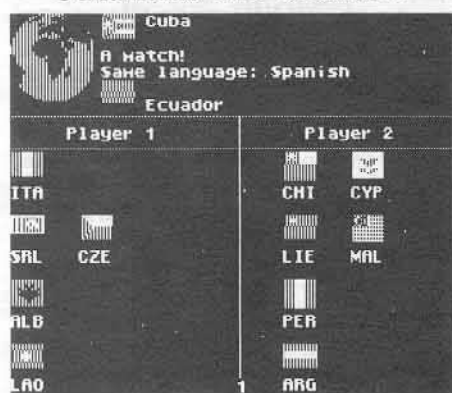 Cuba
A match!
Same language: Spanish
Ecuador
Player 1
Player 2
ITA
CHI CYP
SRL CZE
LIE MAL
ALB
PER
LAO
1
ARG